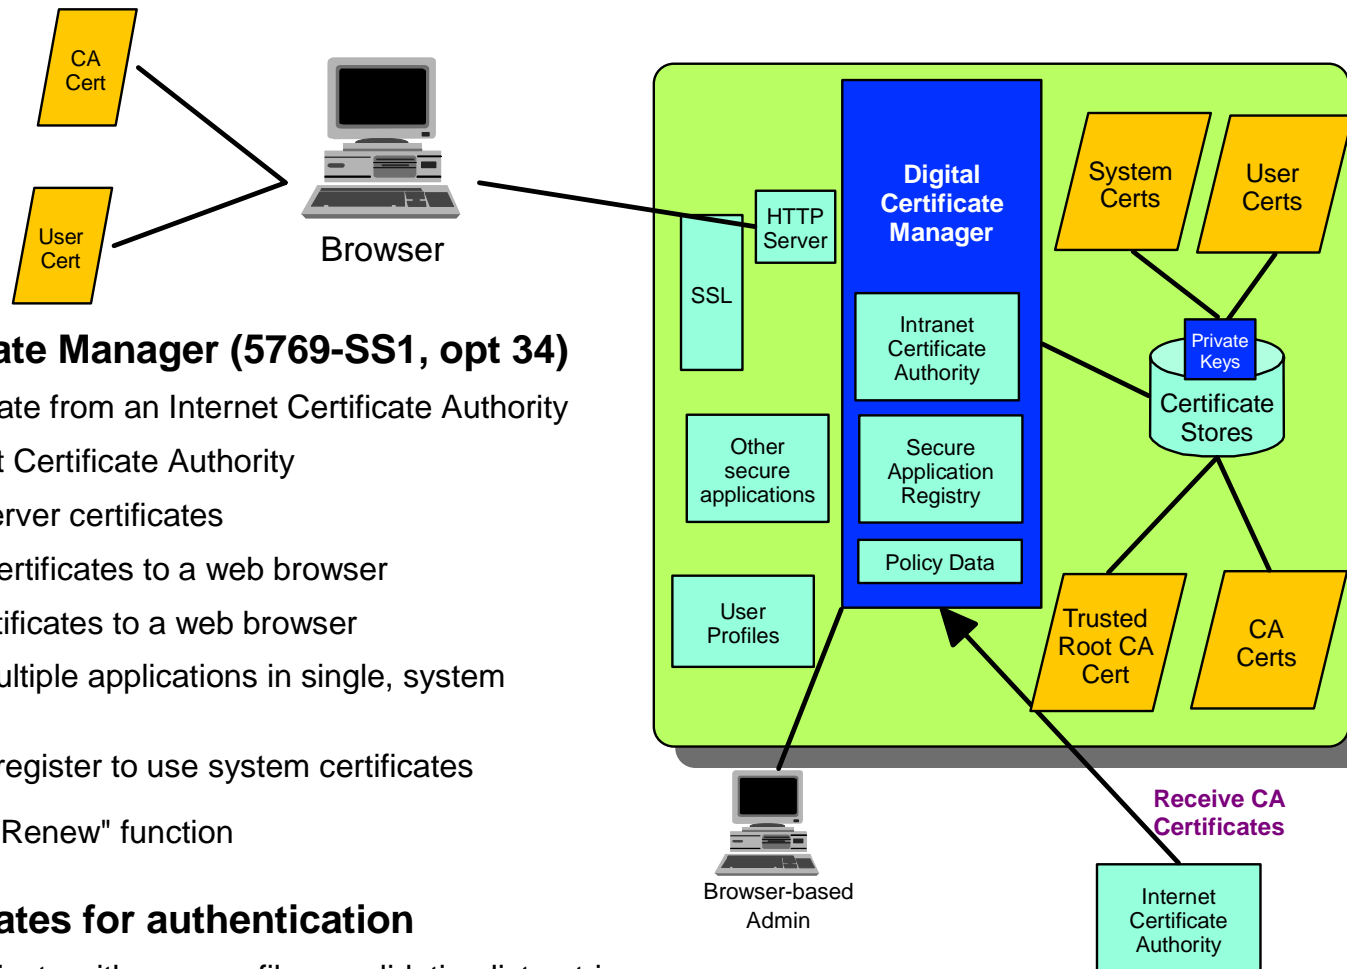 CA
Cert
User
Cert
Browser
ate Manager (5769-SS1, opt 34)
ate from an Internet Certificate Authority
t Certificate Authority
erver certificates
ertificates to a web browser
tificates to a web browser
ultiple applications in single, system
register to use system certificates
Renew" function
ates for authentication
HTTP
Server
SSL
Other
secure
applications
User
Profiles
Digital
Certificate
Manager
Intranet
Certificate
Authority
Secure
Application
Registry
Policy Data
System
Certs
User
Certs
Private
Keys
Certificate
Stores
Trusted
Root CA
Cert
CA
Certs
Receive CA
Certificates
Browser-based
Admin
Internet
Certificate
Authority